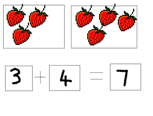 3 + 4 = 7